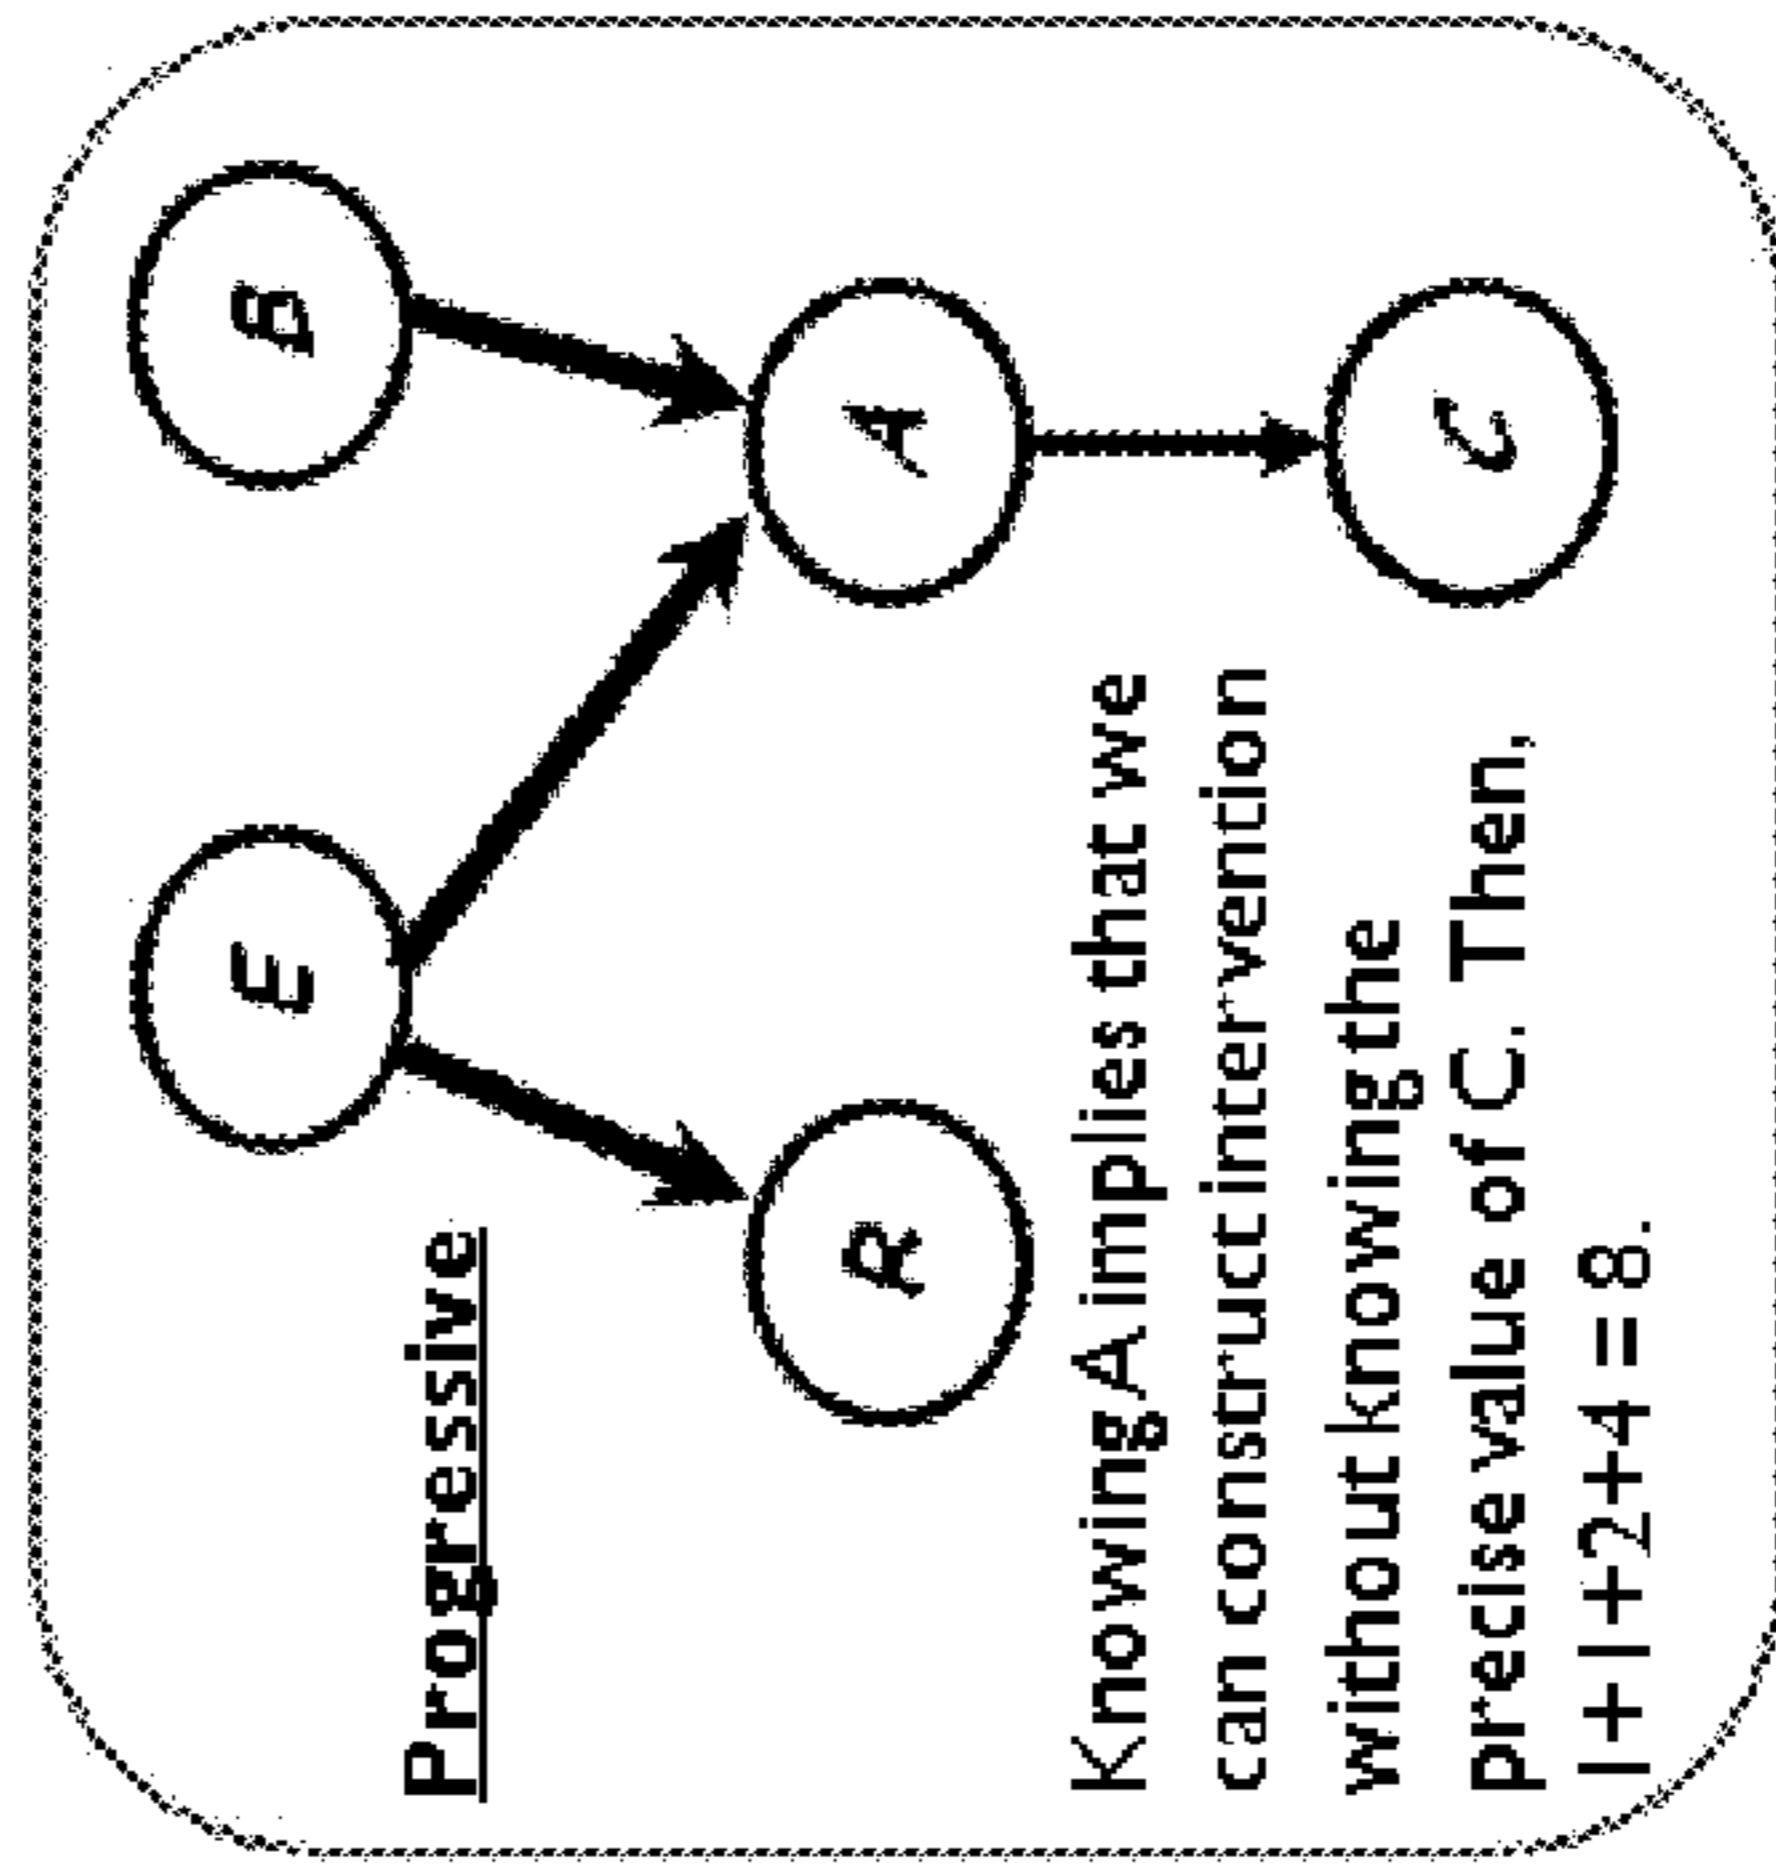 Progressive
E
B
R
A
C
Knowing A implies that we
can construct intervention
without knowing the
precise value of C. Then,
1+1+2+4 = 8.